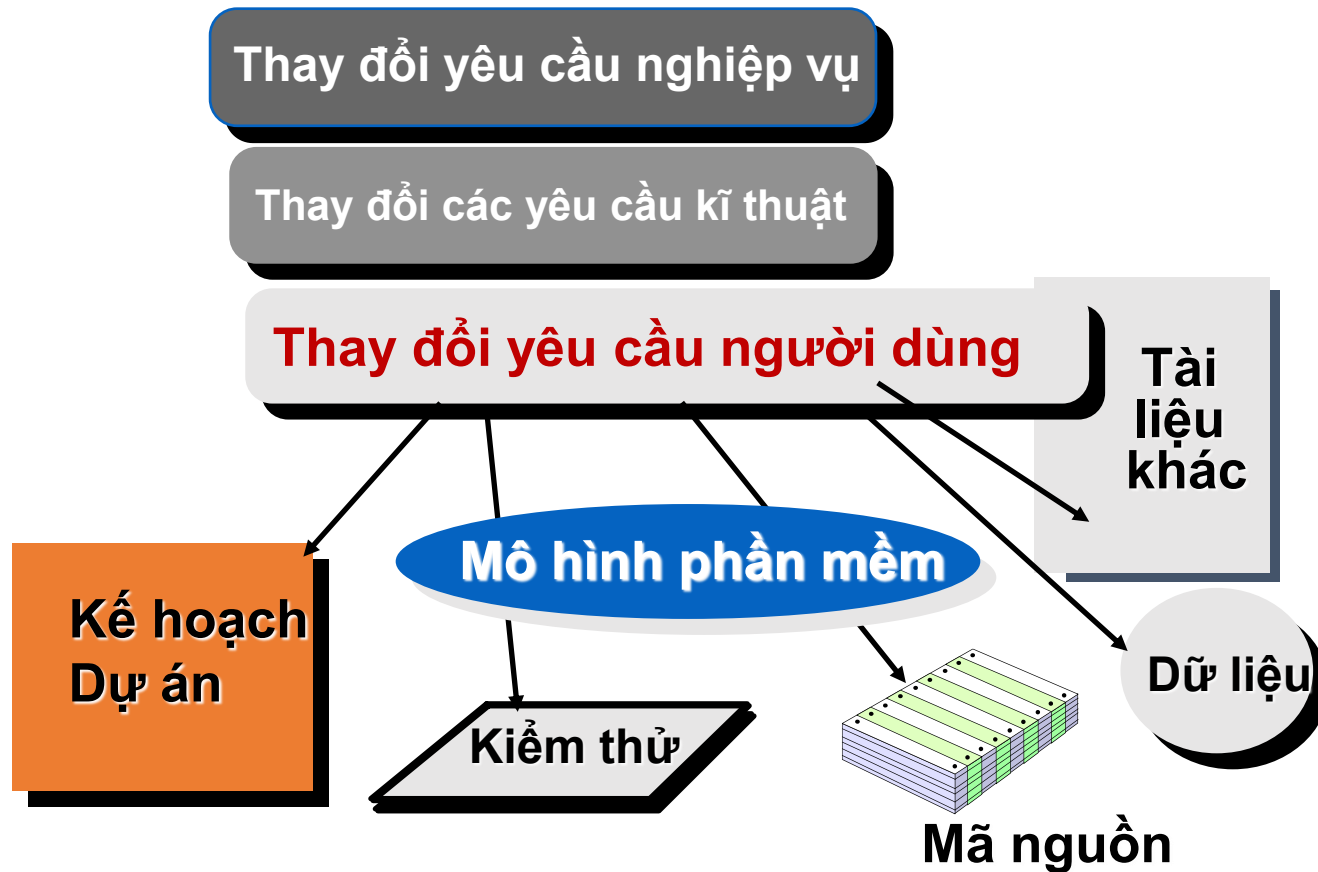 Thay đổi yêu cầu nghiệp vụ
Thay đổi các yêu cầu kĩ thuật
Thay đổi yêu cầu người dùng
Tài
liệu
khác
Mô hình phần mềm
Kế hoạch
Dự án
Dữ liệu
Kiểm thử
Mã nguồn